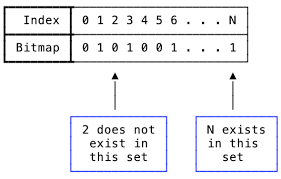 Index 0 1 2 3 4 5 6 . . . N
Bitmap 0 1 0 1 0 0 1 . . . 1
2 does not
exist in
this set
N exists
in this
set